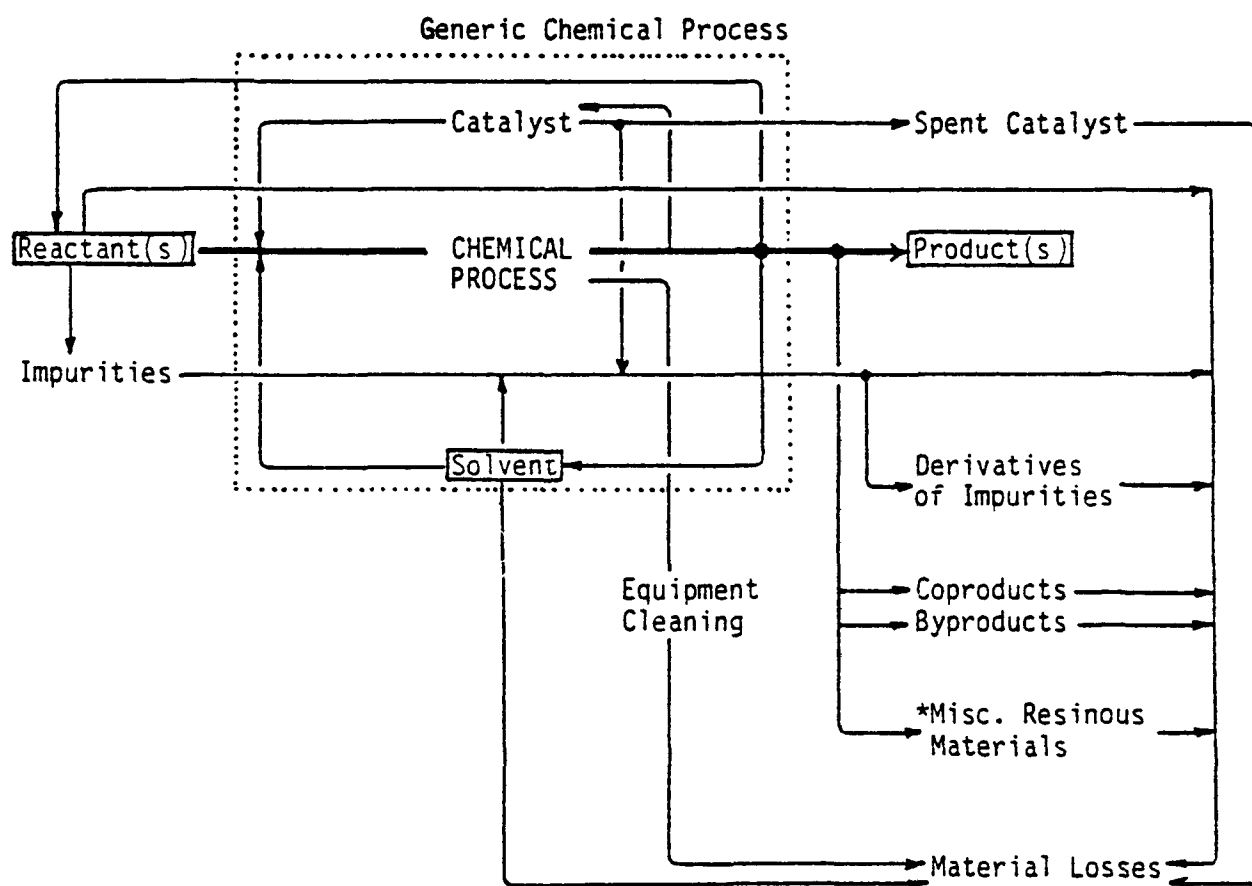 Generic Chemical Process
Catalyst
Spent Catalyst
Reactant(s)
CHEMICAL
PROCESS
Product(s)
Impurities
Solvent
Derivatives
of Impurities
Equipment
Cleaning
Coproducts
Byproducts
*Misc. Resinous
Materials
Material Losses